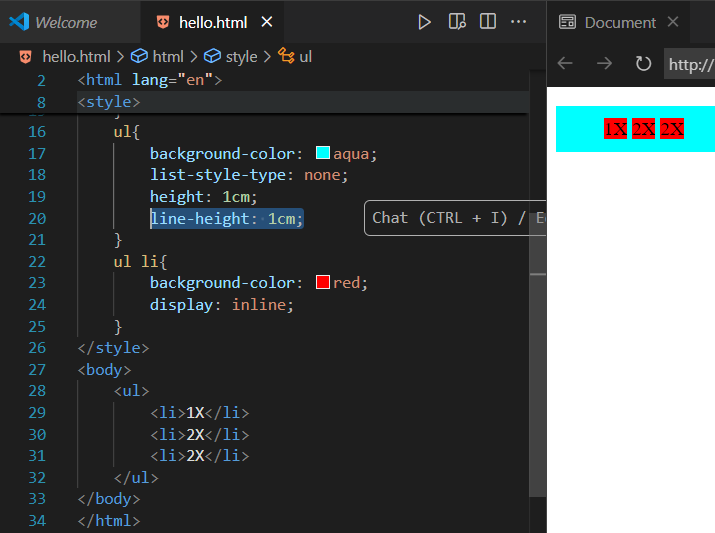 Welcome
hello.html
Document
hello.html > html > style > ul
http://
2 <html lang="en">
8 <style>
16 ul{
17 background-color: aqua;
18 list-style-type: none;
19 height: 1cm;
20 line-height: 1cm;
Chat (CTRL + I) / E
21 }
22 ul li{
23 background-color: red;
24 display: inline;
25 }
26 </style>
27 <body>
28 <ul>
29 <li>1X</li>
30 <li>2X</li>
31 <li>2X</li>
32 </ul>
33 </body>
34 </html>
1X 2X 2X